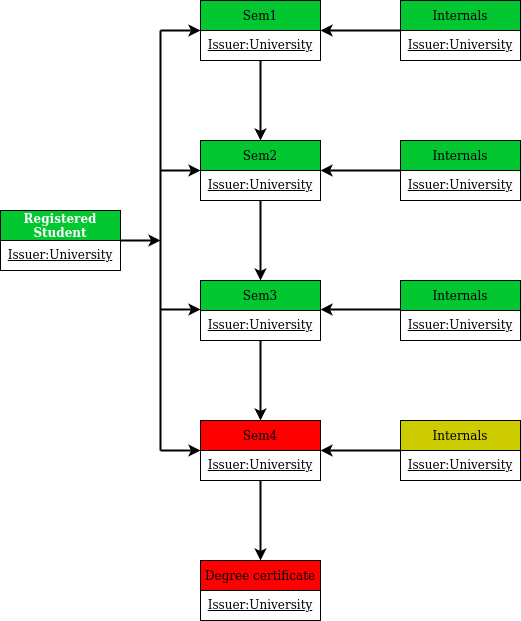 Sem1
Issuer:University
Internals
Issuer:University
Sem2
Issuer:University
Internals
Issuer:University
Registered
Student
Issuer:University
Sem3
Issuer:University
Internals
Issuer:University
Sem4
Issuer:University
Internals
Issuer:University
Degree certificate
Issuer:University